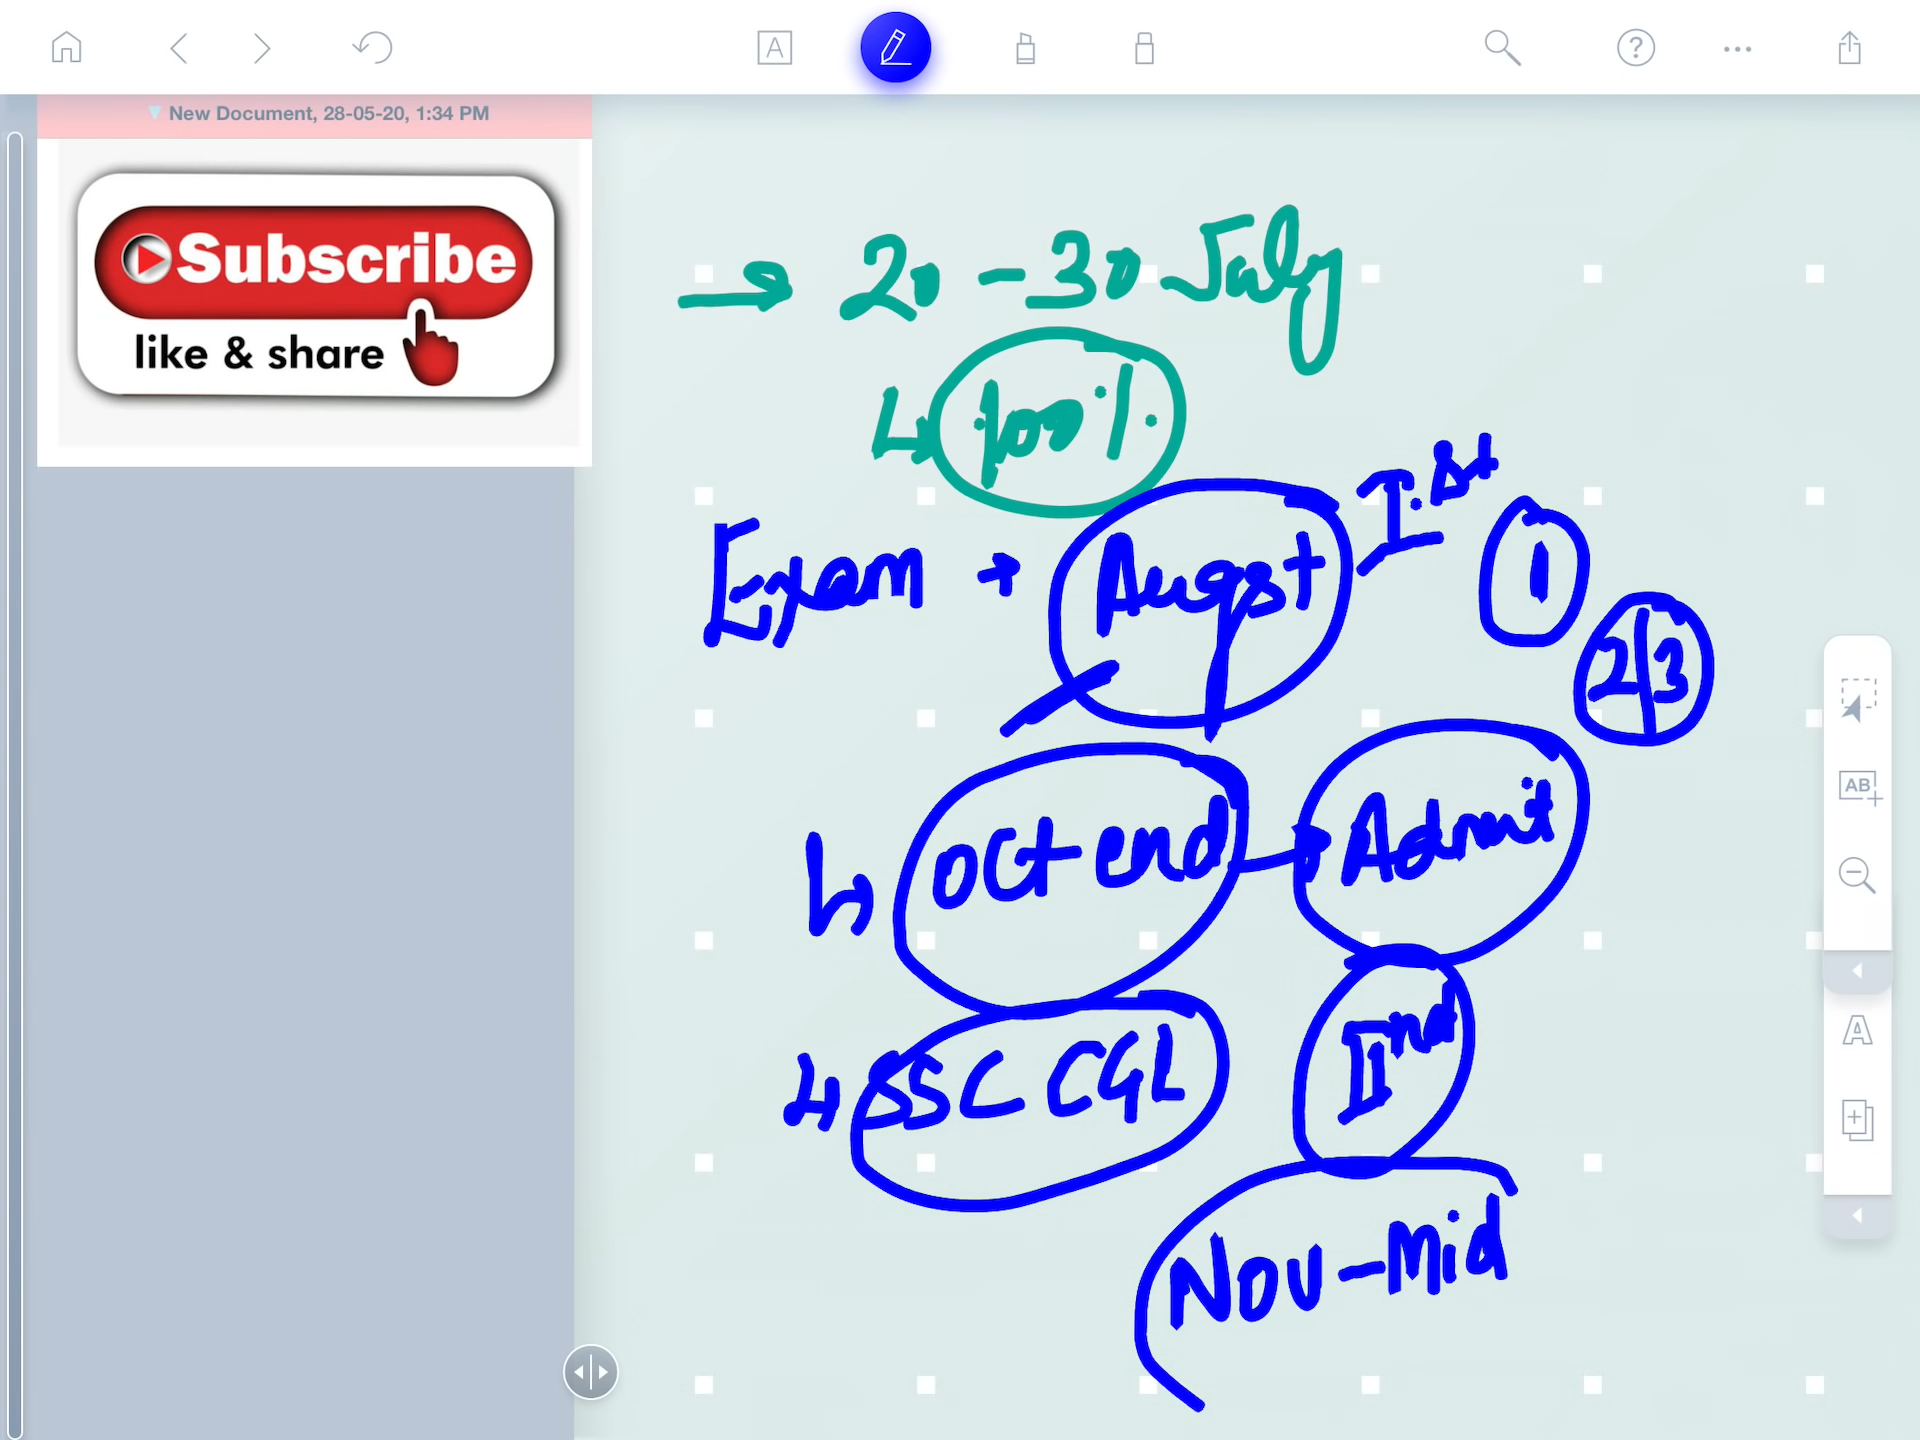 New Document, 28-05-20, 1:34 PM
Subscribe
like & share
→ 20 - 30 July
↳ 100%
Exam → Augst Ist 1
2|3
↳ Oct end → Admit
↳ SSC CGL IInd
Nov-Mid